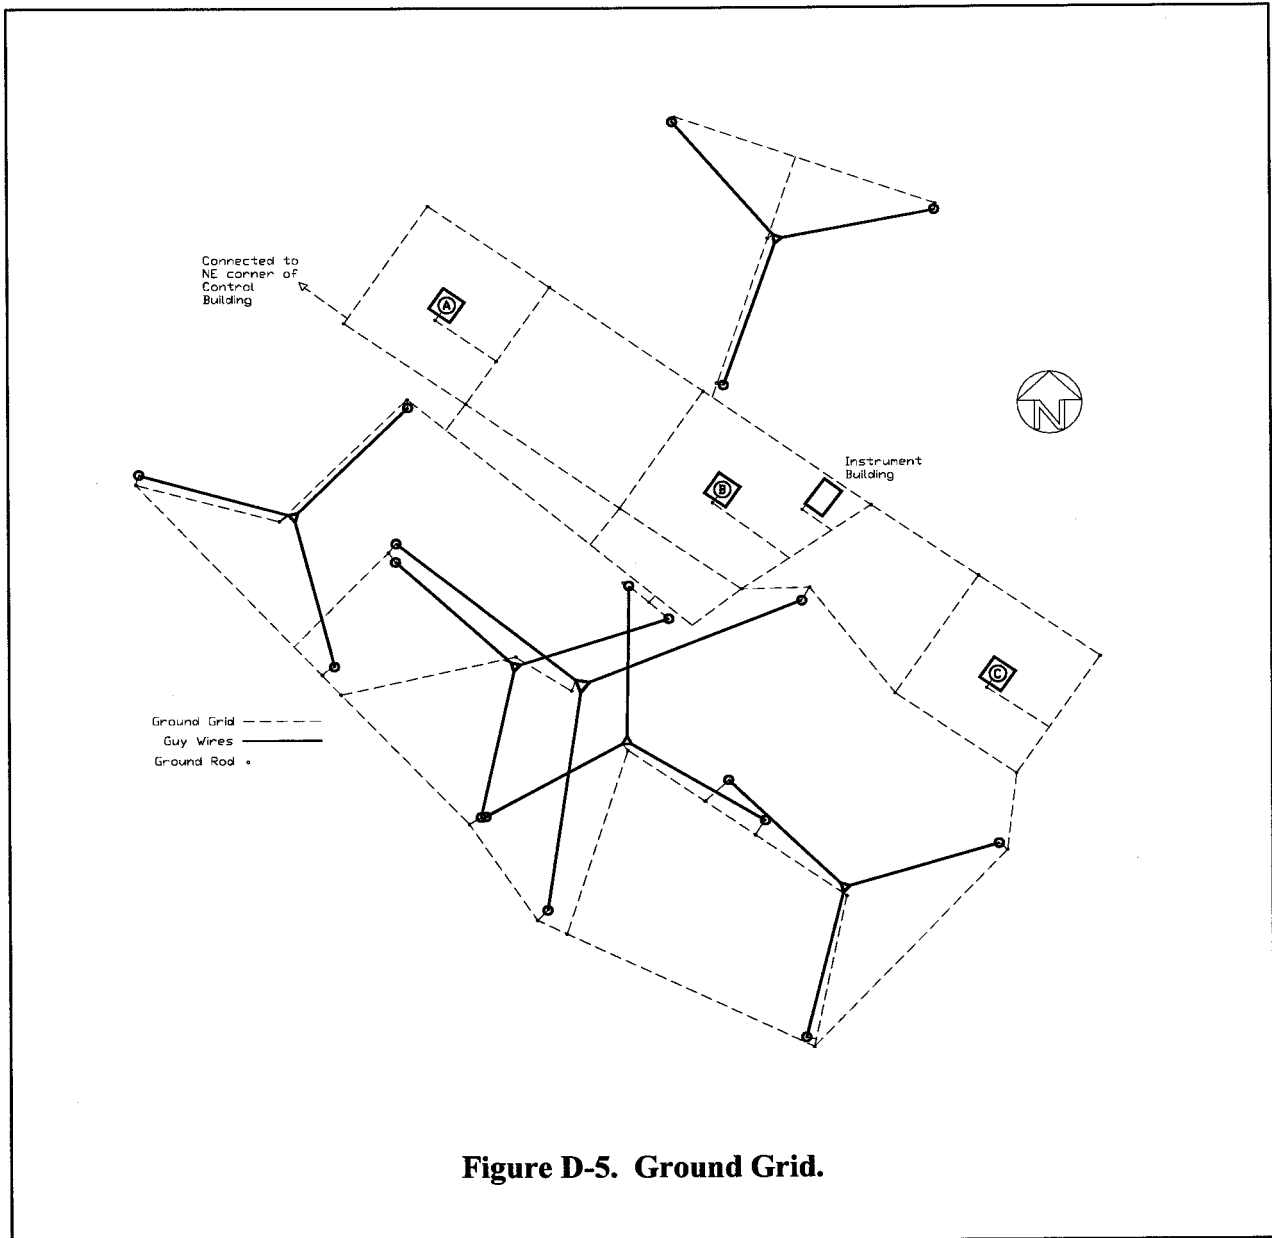 Connected to
NE corner of
Control
Building
A
N
B
Instrument
Building
C
Ground Grid
Guy Wires
Ground Rod
Figure D-5. Ground Grid.